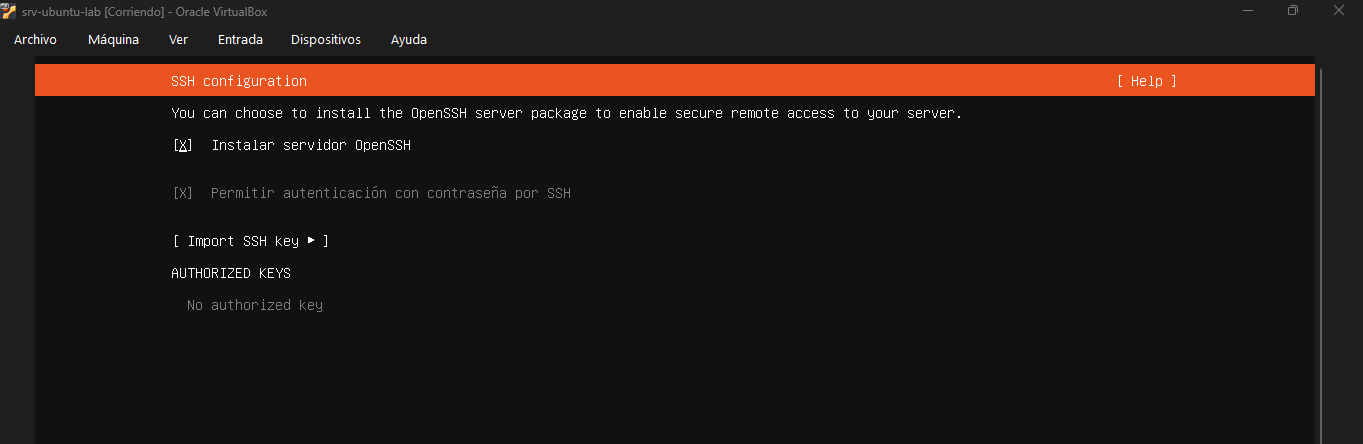 srv-ubuntu-lab [Corriendo] - Oracle VirtualBox
Archivo Máquina Ver Entrada Dispositivos Ayuda
SSH configuration [ Help ]
You can choose to install the OpenSSH server package to enable secure remote access to your server.
[X] Instalar servidor OpenSSH
[X] Permitir autenticación con contraseña por SSH
[ Import SSH key ▸ ]
AUTHORIZED KEYS
No authorized key